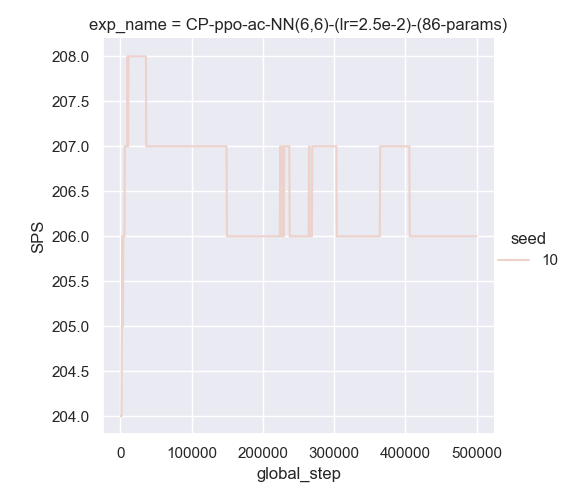 exp_name = CP-ppo-ac-NN(6,6)-(lr=2.5e-2)-(86-params)
208.0
207.5
207.0
206.5
206.0
205.5
205.0
204.5
204.0
SPS
0 100000 200000 300000 400000 500000
global_step
seed
10